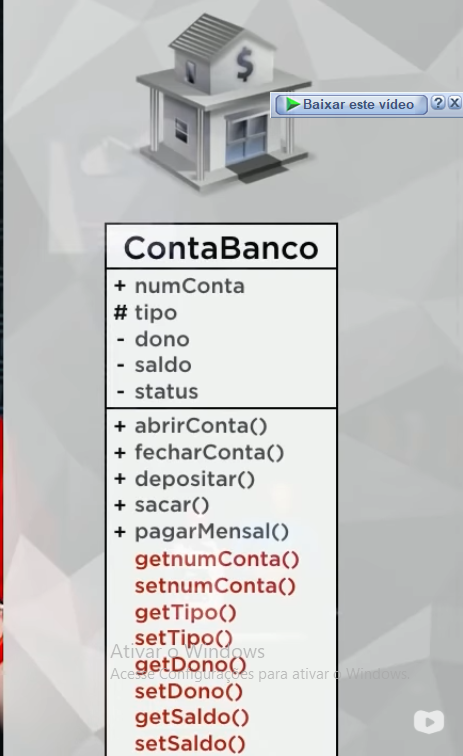 $
Baixar este vídeo
ContaBanco
+ numConta
# tipo
- dono
- saldo
- status
+ abrirConta()
+ fecharConta()
+ depositar()
+ sacar()
+ pagarMensal()
getnumConta()
setnumConta()
getTipo()
setTipo()
Ativar o Windows
getDono()
Acesse Configurações para ativar o Windows.
setDono()
getSaldo()
setSaldo()